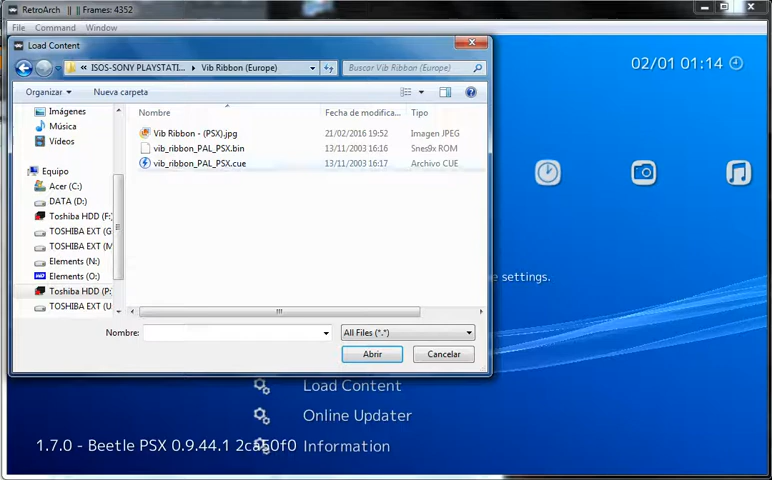 RetroArch || Frames: 4352
File Command Window
Load Content
« ISOS-SONY PLAYSTATI... ▸ Vib Ribbon (Europe)
Buscar Vib Ribbon (Europe)
02/01 01:14
Organizar
Nueva carpeta
Nombre
Fecha de modifica...
Tipo
Imágenes
Música
Vídeos
Equipo
Acer (C:)
DATA (D:)
Toshiba HDD (F:
TOSHIBA EXT (G
TOSHIBA EXT (M
Elements (N:)
Elements (O:)
Toshiba HDD (P:
TOSHIBA EXT (U
Vib Ribbon - (PSX).jpg 21/02/2016 19:52 Imagen JPEG
vib_ribbon_PAL_PSX.bin 13/11/2003 16:16 Snes9x ROM
vib_ribbon_PAL_PSX.cue 13/11/2003 16:17 Archivo CUE
e settings.
Nombre:
All Files (*.*)
Abrir
Cancelar
Load Content
Online Updater
Information
1.7.0 - Beetle PSX 0.9.44.1